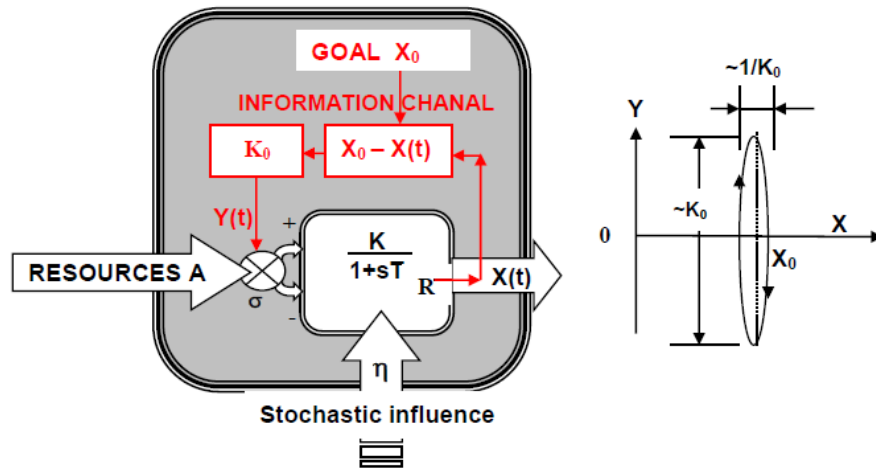 GOAL X₀
INFORMATION CHANAL
K₀
X₀ – X(t)
Y(t)
+
RESOURCES A
σ
-
K
1+sT
R
X(t)
η
Stochastic influence
~1/K₀
Y
~K₀
X
0
X₀